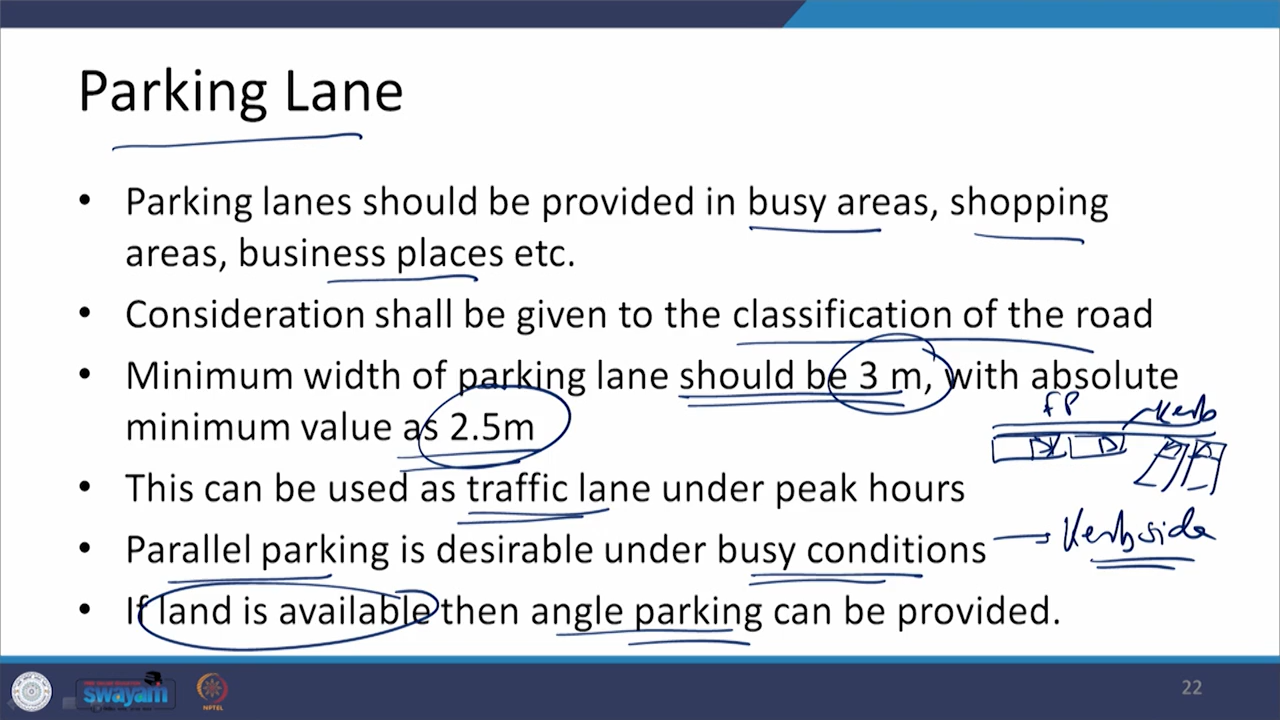 Parking Lane
• Parking lanes should be provided in busy areas, shopping
areas, business places etc.
• Consideration shall be given to the classification of the road
• Minimum width of parking lane should be 3 m, with absolute
minimum value as 2.5m
FP
Kerb
• This can be used as traffic lane under peak hours
• Parallel parking is desirable under busy conditions
Kerbside
• If land is available then angle parking can be provided.
swayam
NPTEL
22